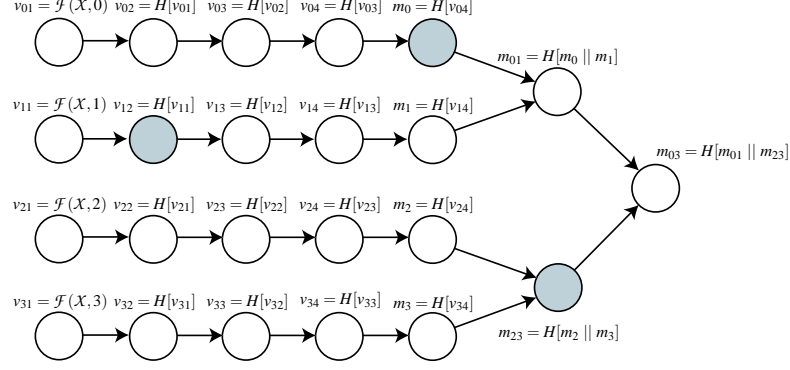 v₀₁ = ℱ(X,0) v₀₂ = H[v₀₁] v₀₃ = H[v₀₂] v₀₄ = H[v₀₃] m₀ = H[v₀₄]
m₀₁ = H[m₀ || m₁]
v₁₁ = ℱ(X,1) v₁₂ = H[v₁₁] v₁₃ = H[v₁₂] v₁₄ = H[v₁₃] m₁ = H[v₁₄]
m₀₃ = H[m₀₁ || m₂₃]
v₂₁ = ℱ(X,2) v₂₂ = H[v₂₁] v₂₃ = H[v₂₂] v₂₄ = H[v₂₃] m₂ = H[v₂₄]
v₃₁ = ℱ(X,3) v₃₂ = H[v₃₁] v₃₃ = H[v₃₂] v₃₄ = H[v₃₃] m₃ = H[v₃₄]
m₂₃ = H[m₂ || m₃]